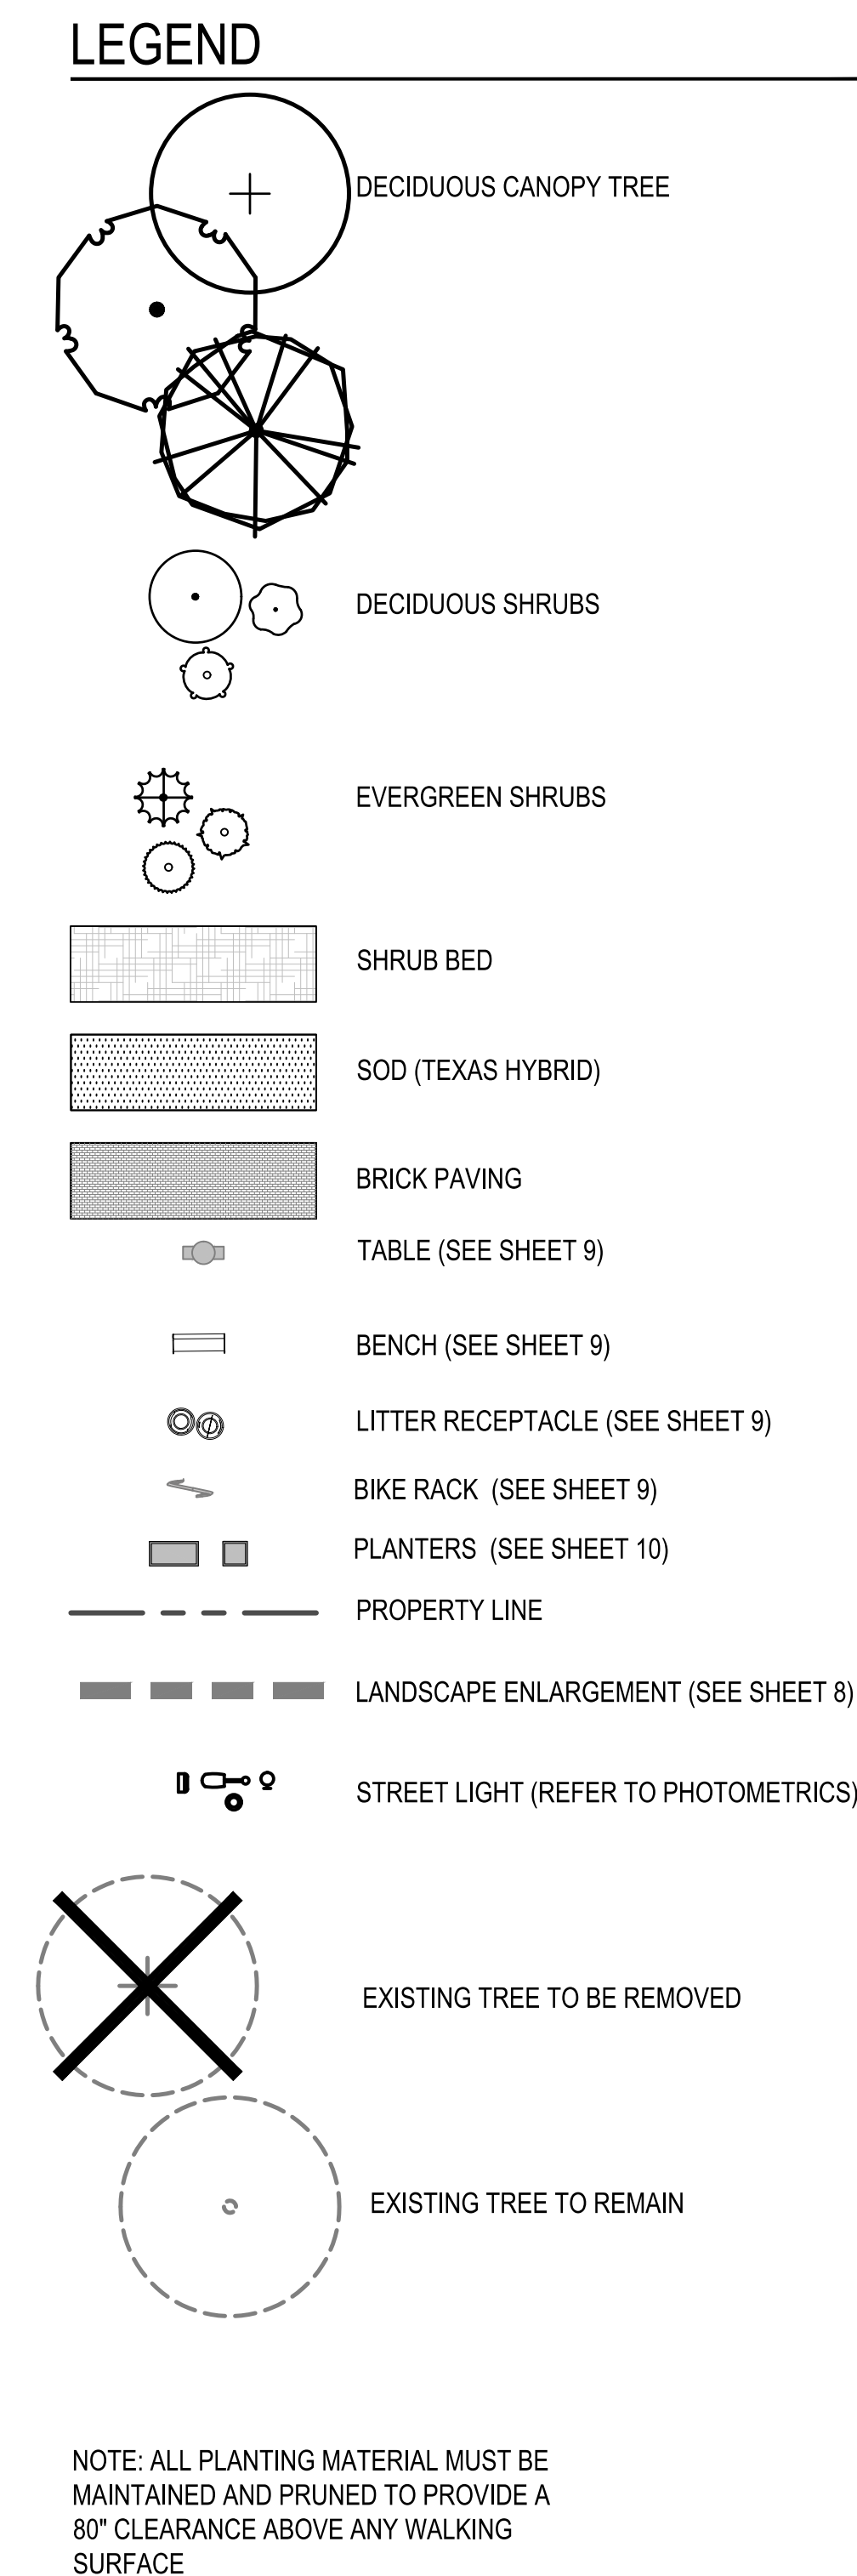 LEGEND
DECIDUOUS CANOPY TREE
DECIDUOUS SHRUBS
EVERGREEN SHRUBS
SHRUB BED
SOD (TEXAS HYBRID)
BRICK PAVING
TABLE (SEE SHEET 9)
BENCH (SEE SHEET 9)
LITTER RECEPTACLE (SEE SHEET 9)
BIKE RACK (SEE SHEET 9)
PLANTERS (SEE SHEET 10)
PROPERTY LINE
LANDSCAPE ENLARGEMENT (SEE SHEET 8)
STREET LIGHT (REFER TO PHOTOMETRICS)
EXISTING TREE TO BE REMOVED
EXISTING TREE TO REMAIN
NOTE: ALL PLANTING MATERIAL MUST BE
MAINTAINED AND PRUNED TO PROVIDE A
80" CLEARANCE ABOVE ANY WALKING
SURFACE